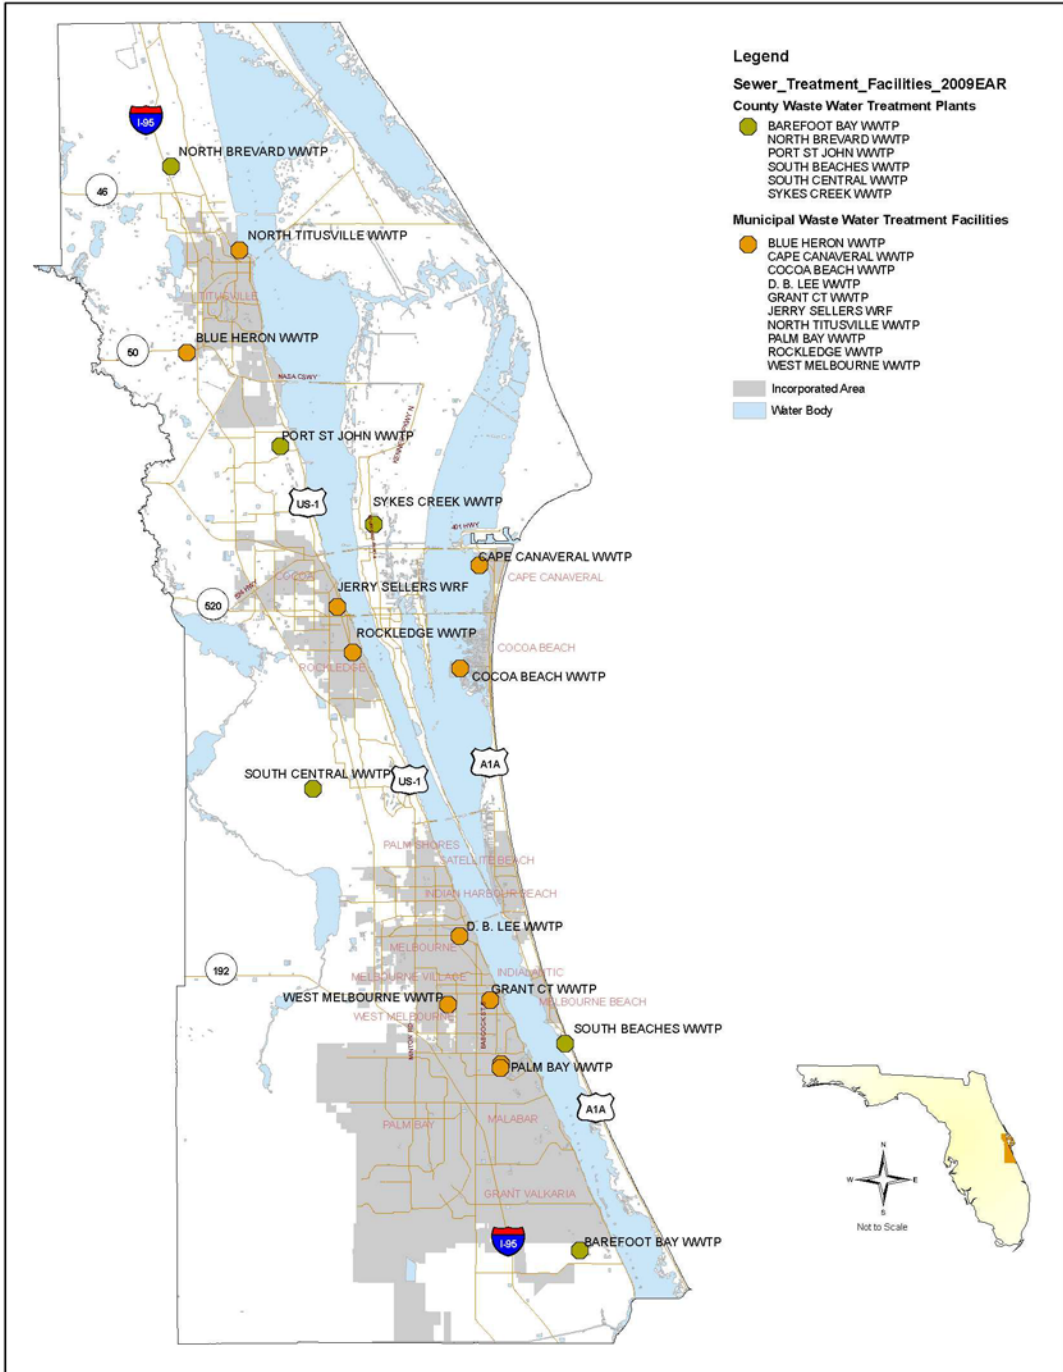 Legend
Sewer_Treatment_Facilities_2009EAR
County Waste Water Treatment Plants
BAREFOOT BAY WWTP
NORTH BREVARD WWTP
PORT ST JOHN WWTP
SOUTH BEACHES WWTP
SOUTH CENTRAL WWTP
SYKES CREEK WWTP
Municipal Waste Water Treatment Facilities
BLUE HERON WWTP
CAPE CANAVERAL WWTP
COCOA BEACH WWTP
D. B. LEE WWTP
GRANT CT WWTP
JERRY SELLERS WRF
NORTH TITUSVILLE WWTP
PALM BAY WWTP
ROCKLEDGE WWTP
WEST MELBOURNE WWTP
Incorporated Area
Water Body
I-95
NORTH BREVARD WWTP
46
NORTH TITUSVILLE WWTP
TITUSVILLE
BLUE HERON WWTP
50
NASA CSWY
PORT ST JOHN WWTP
US-1
SYKES CREEK WWTP
401 HWY
CAPE CANAVERAL WWTP
CAPE CANAVERAL
COCOA
JERRY SELLERS WRF
520
ROCKLEDGE WWTP
COCOA BEACH
ROCKLEDGE
COCOA BEACH WWTP
A1A
SOUTH CENTRAL WWTP
US-1
PALM SHORES
SATELLITE BEACH
INDIAN HARBOUR BEACH
D. B. LEE WWTP
MELBOURNE
192
MELBOURNE VILLAGE
INDIALANTIC
GRANT CT WWTP
WEST MELBOURNE WWTP
MELBOURNE BEACH
WEST MELBOURNE
MINTON RD
BABCOCK ST
SOUTH BEACHES WWTP
PALM BAY WWTP
A1A
MALABAR
PALM BAY
GRANT VALKARIA
I-95
BAREFOOT BAY WWTP
N
W
E
S
Not to Scale